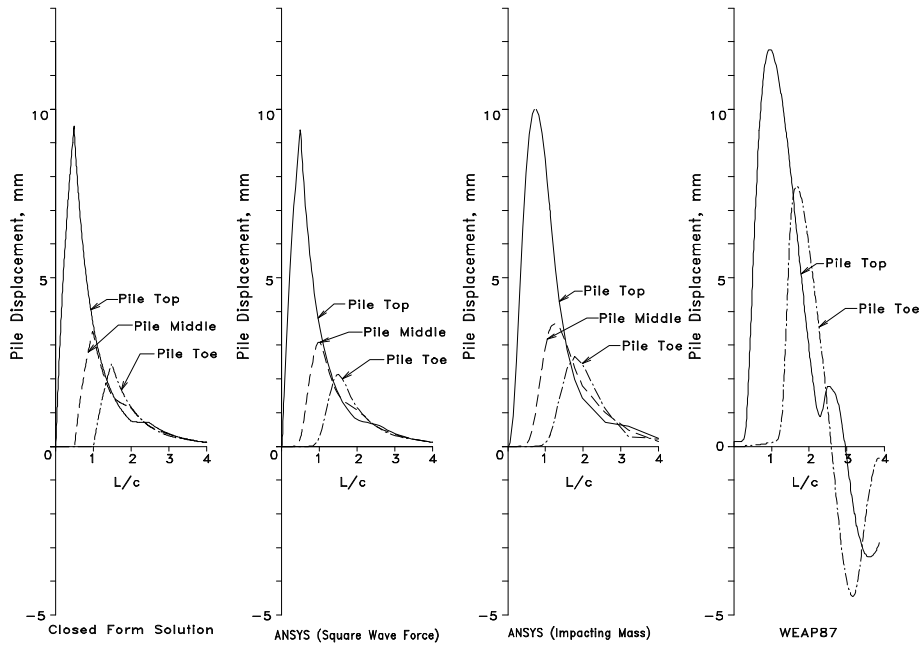 10
5
0
-5
Pile Displacement, mm
Pile Top
Pile Middle
Pile Toe
1 2 3 4
L/c
Closed Form Solution
10
5
0
-5
Pile Displacement, mm
Pile Top
Pile Middle
Pile Toe
1 2 3 4
L/c
ANSYS (Square Wave Force)
10
5
0
-5
Pile Displacement, mm
Pile Top
Pile Middle
Pile Toe
1 2 3 4
L/c
ANSYS (Impacting Mass)
10
5
0
-5
Pile Displacement, mm
Pile Top
Pile Toe
1 2 3 4
L/c
WEAP87